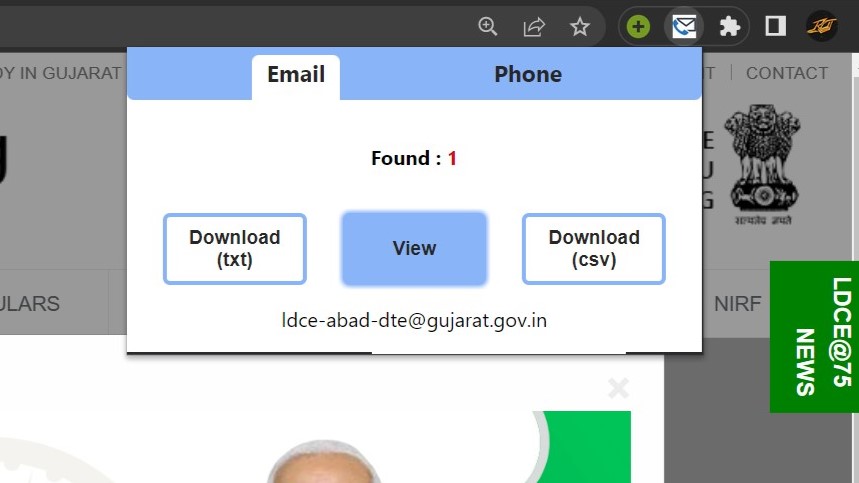 DY IN GUJARAT
CONTACT
Email
Phone
Found : 1
Download
(txt)
View
Download
(csv)
ldce-abad-dte@gujarat.gov.in
सत्यमेव जयते
NIRF
LDCE@75
NEWS